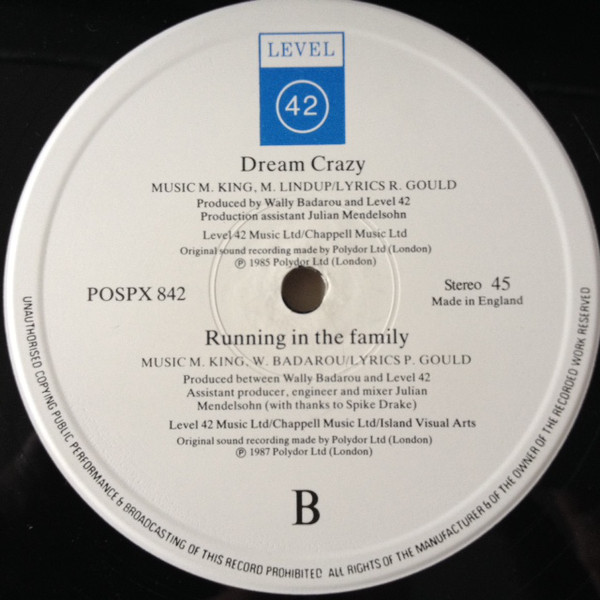 LEVEL
42
Dream Crazy
MUSIC M. KING, M. LINDUP/LYRICS R. GOULD
Produced by Wally Badarou and Level 42
Production assistant Julian Mendelsohn
Level 42 Music Ltd/Chappell Music Ltd
Original sound recording made by Polydor Ltd (London)
℗ 1985 Polydor Ltd (London)
POSPX 842
Stereo 45
Made in England
Running in the family
MUSIC M. KING, W. BADAROU/LYRICS P. GOULD
Produced between Wally Badarou and Level 42
Assistant producer, engineer and mixer Julian
Mendelsohn (with thanks to Spike Drake)
Level 42 Music Ltd/Chappell Music Ltd/Island Visual Arts
Original sound recording made by Polydor Ltd (London)
℗ 1987 Polydor Ltd (London)
B
UNAUTHORISED COPYING PUBLIC PERFORMANCE & BROADCASTING OF THIS RECORD PROHIBITED ALL RIGHTS OF THE MANUFACTURER & OF THE OWNER OF THE RECORDED WORK RESERVED